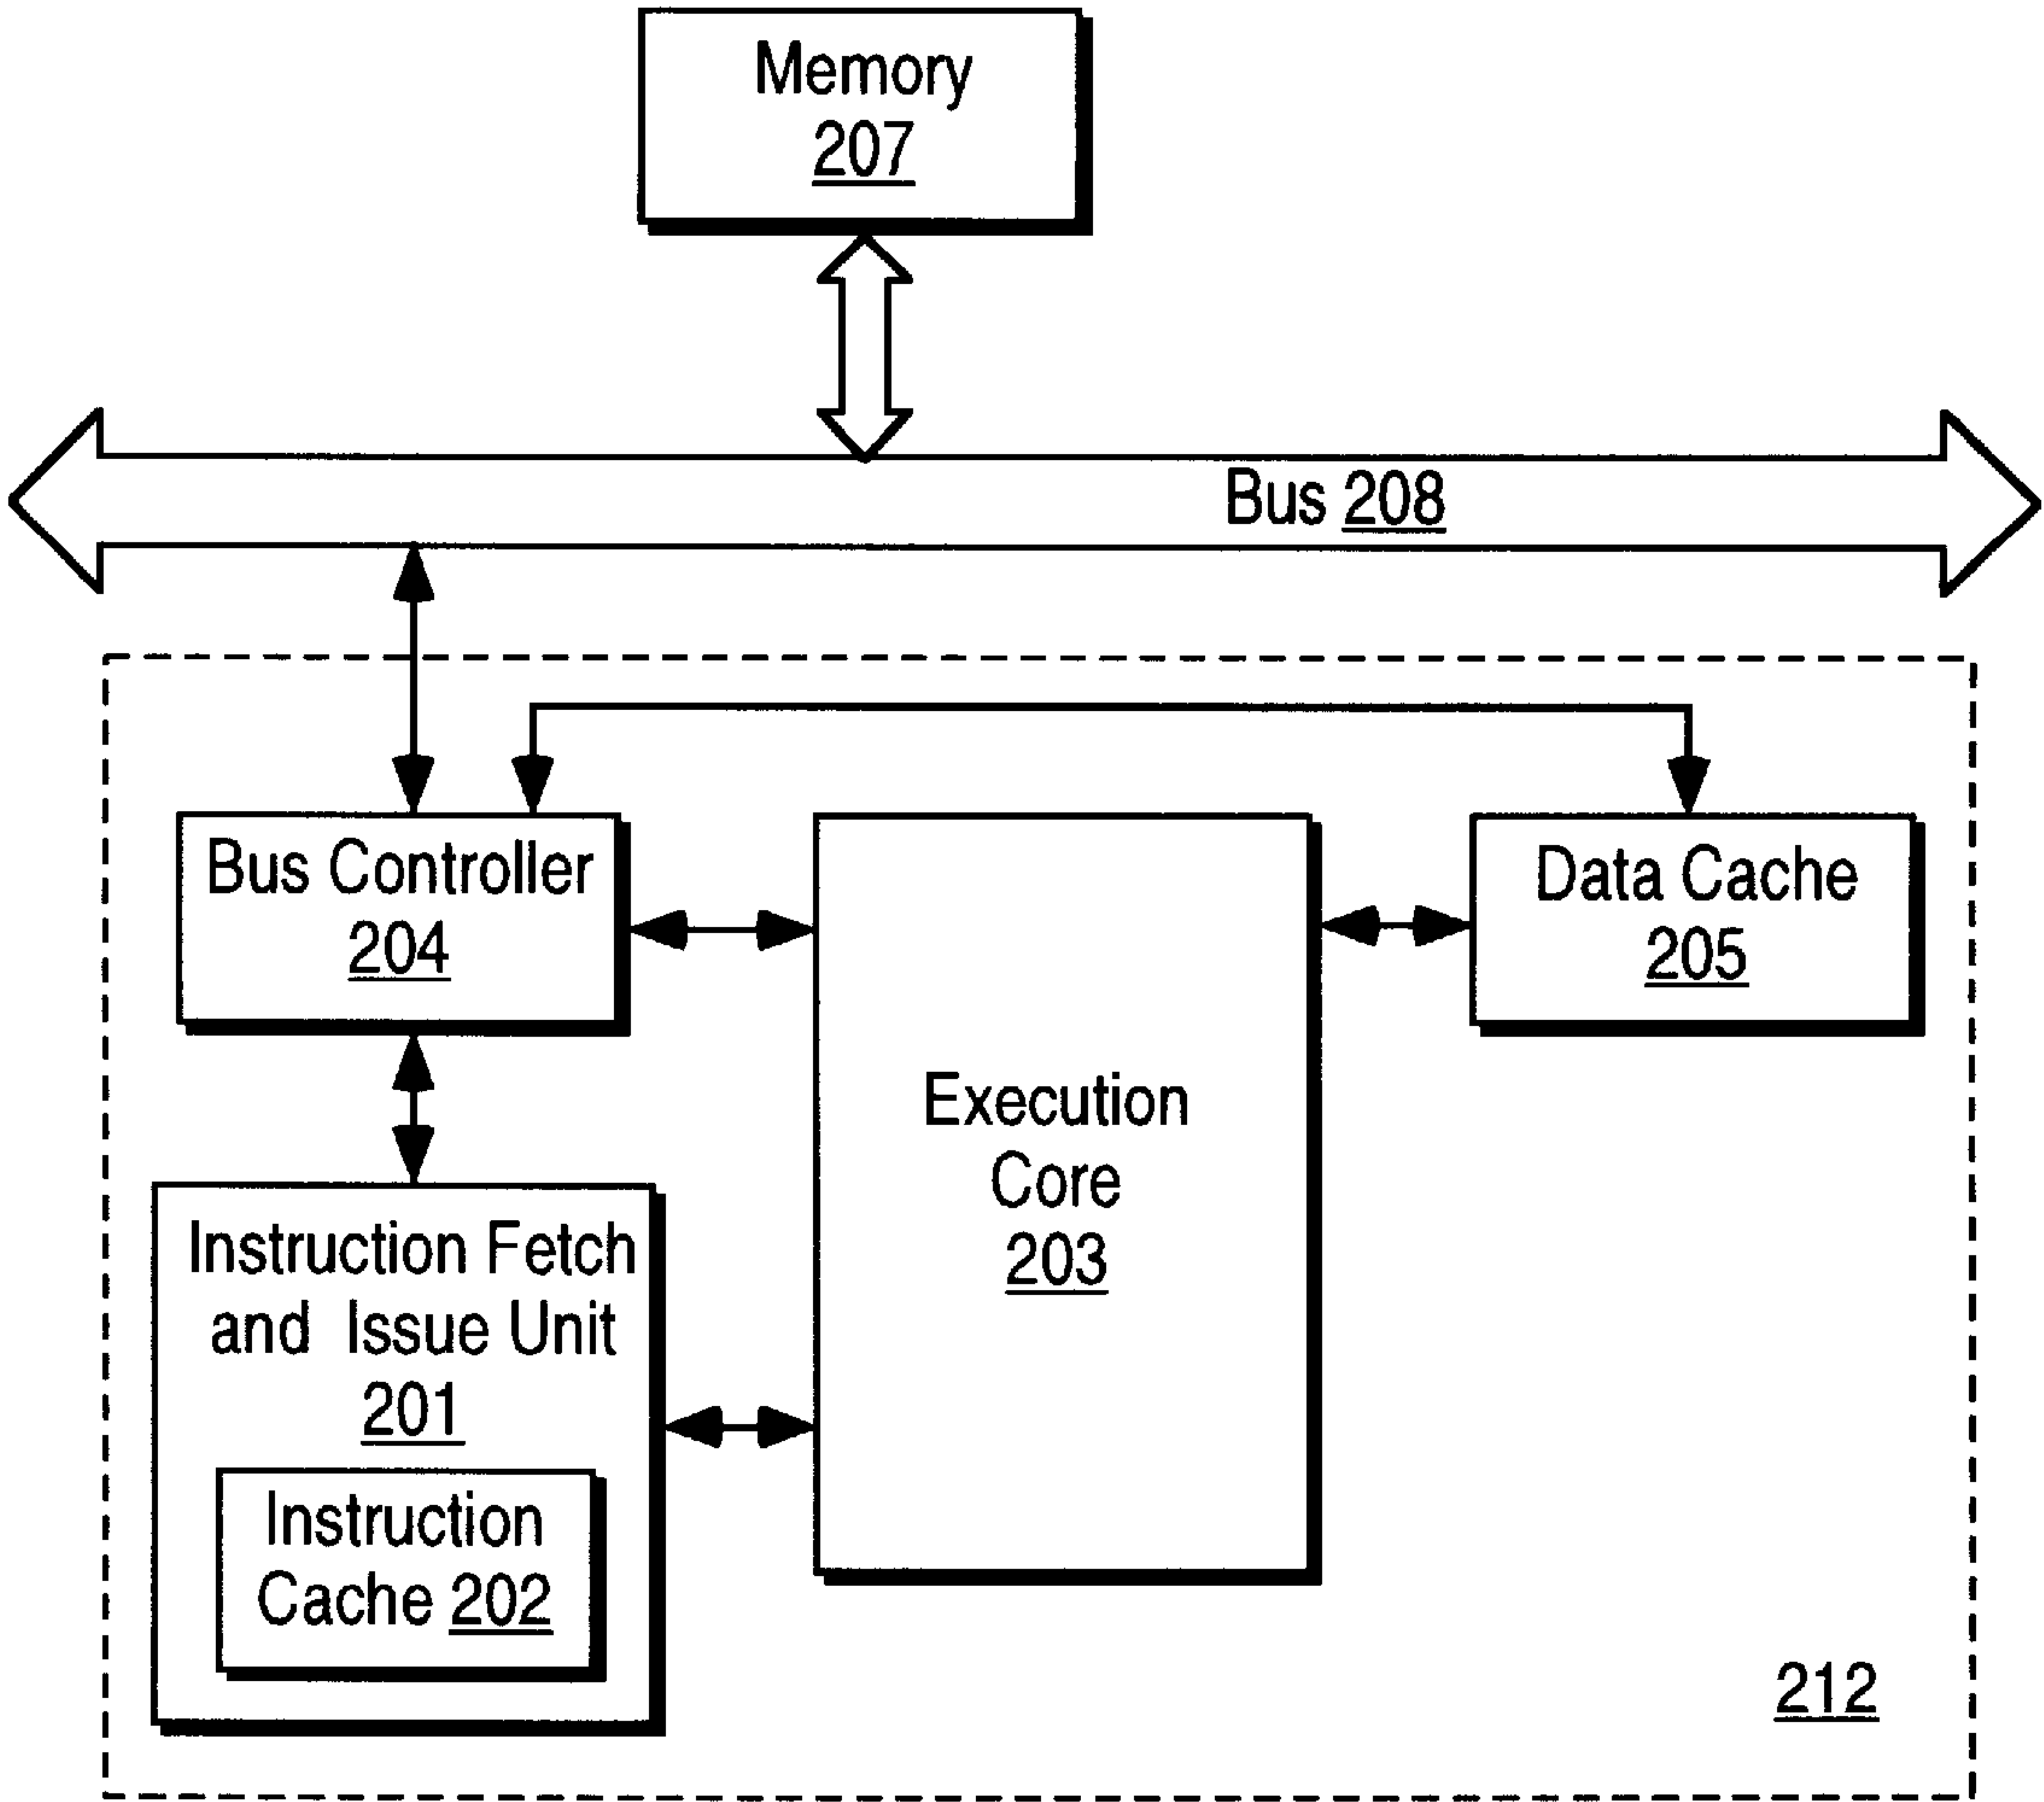 Memory
207
Bus 208
Bus Controller
204
Data Cache
205
Execution
Core
203
Instruction Fetch
and Issue Unit
201
Instruction
Cache 202
212